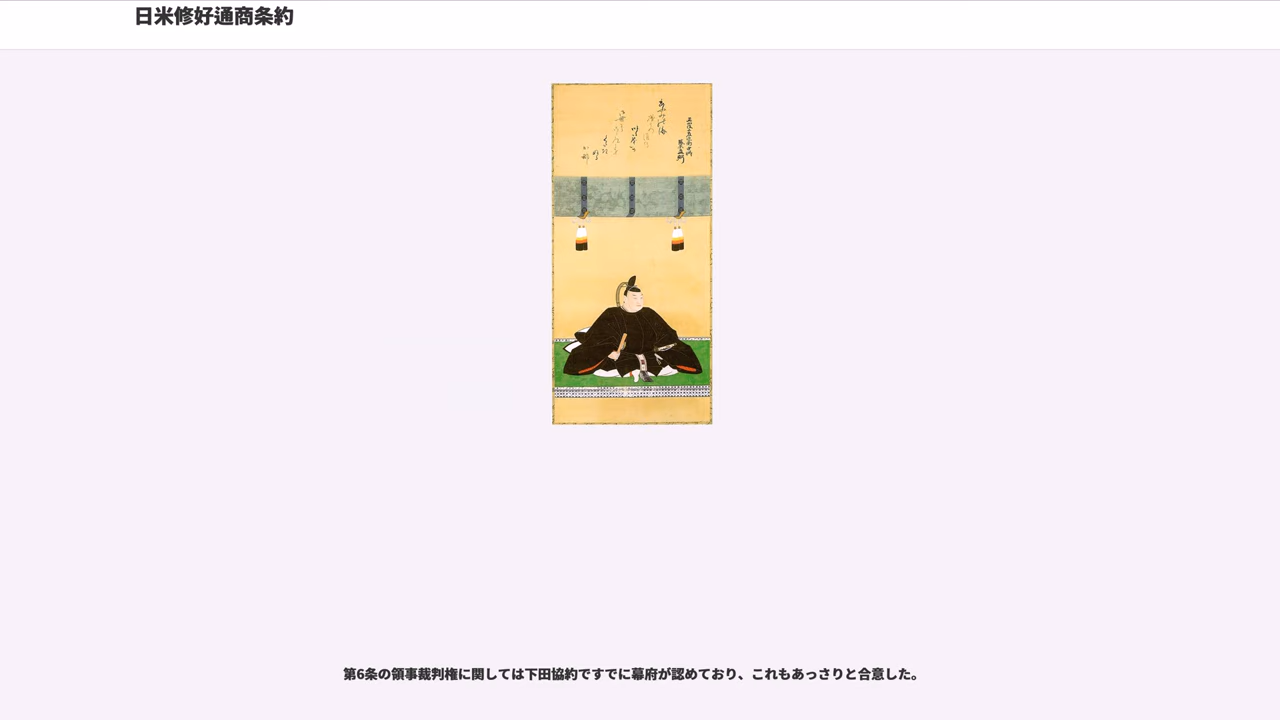 日米修好通商条約
第6条の領事裁判権に関しては下田協約ですでに幕府が認めており、これもあっさりと合意した。